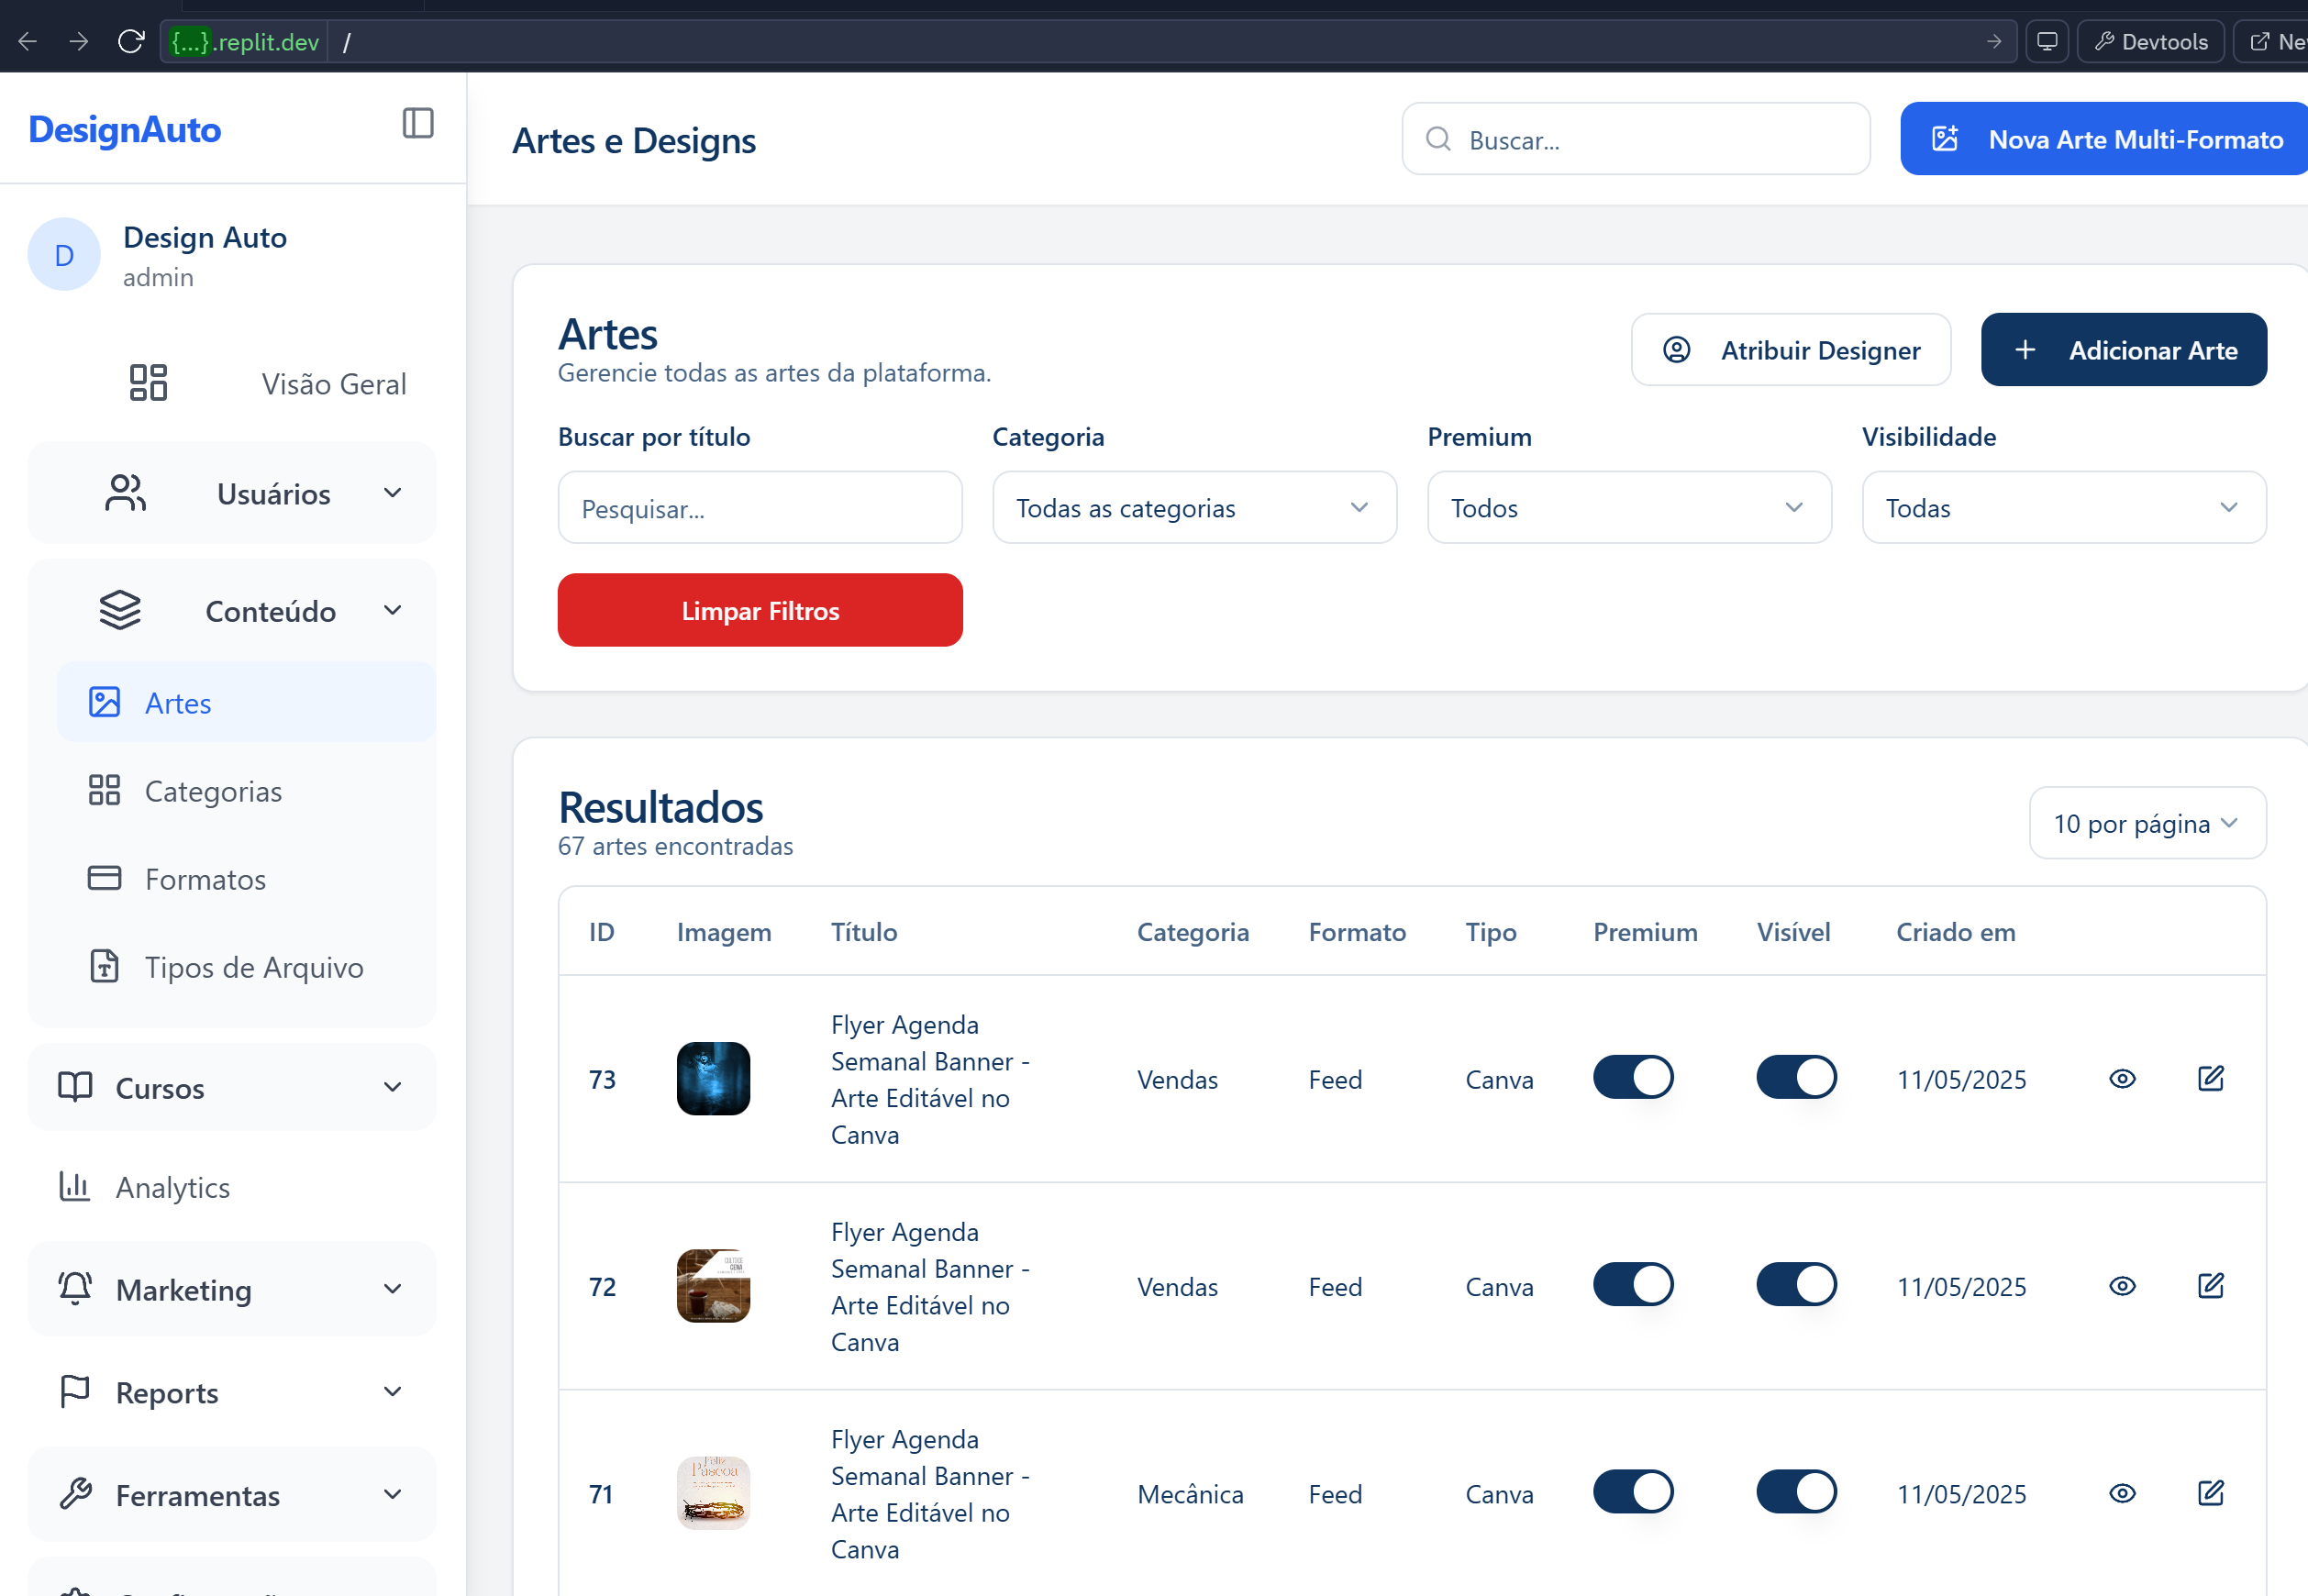 {...}.replit.dev /
Devtools
DesignAuto
Artes e Designs
Buscar...
Nova Arte Multi-Formato
D
Design Auto
admin
Visão Geral
Usuários
Conteúdo
Artes
Categorias
Formatos
Tipos de Arquivo
Cursos
Analytics
Marketing
Reports
Ferramentas
Artes
Gerencie todas as artes da plataforma.
Atribuir Designer
Adicionar Arte
Buscar por título
Categoria
Premium
Visibilidade
Pesquisar...
Todas as categorias
Todos
Todas
Limpar Filtros
Resultados
67 artes encontradas
10 por página
ID Imagem Título Categoria Formato Tipo Premium Visível Criado em
73
Flyer Agenda
Semanal Banner -
Arte Editável no
Canva
Vendas Feed Canva 11/05/2025
72
Flyer Agenda
Semanal Banner -
Arte Editável no
Canva
Vendas Feed Canva 11/05/2025
71
Flyer Agenda
Semanal Banner -
Arte Editável no
Canva
Mecânica Feed Canva 11/05/2025